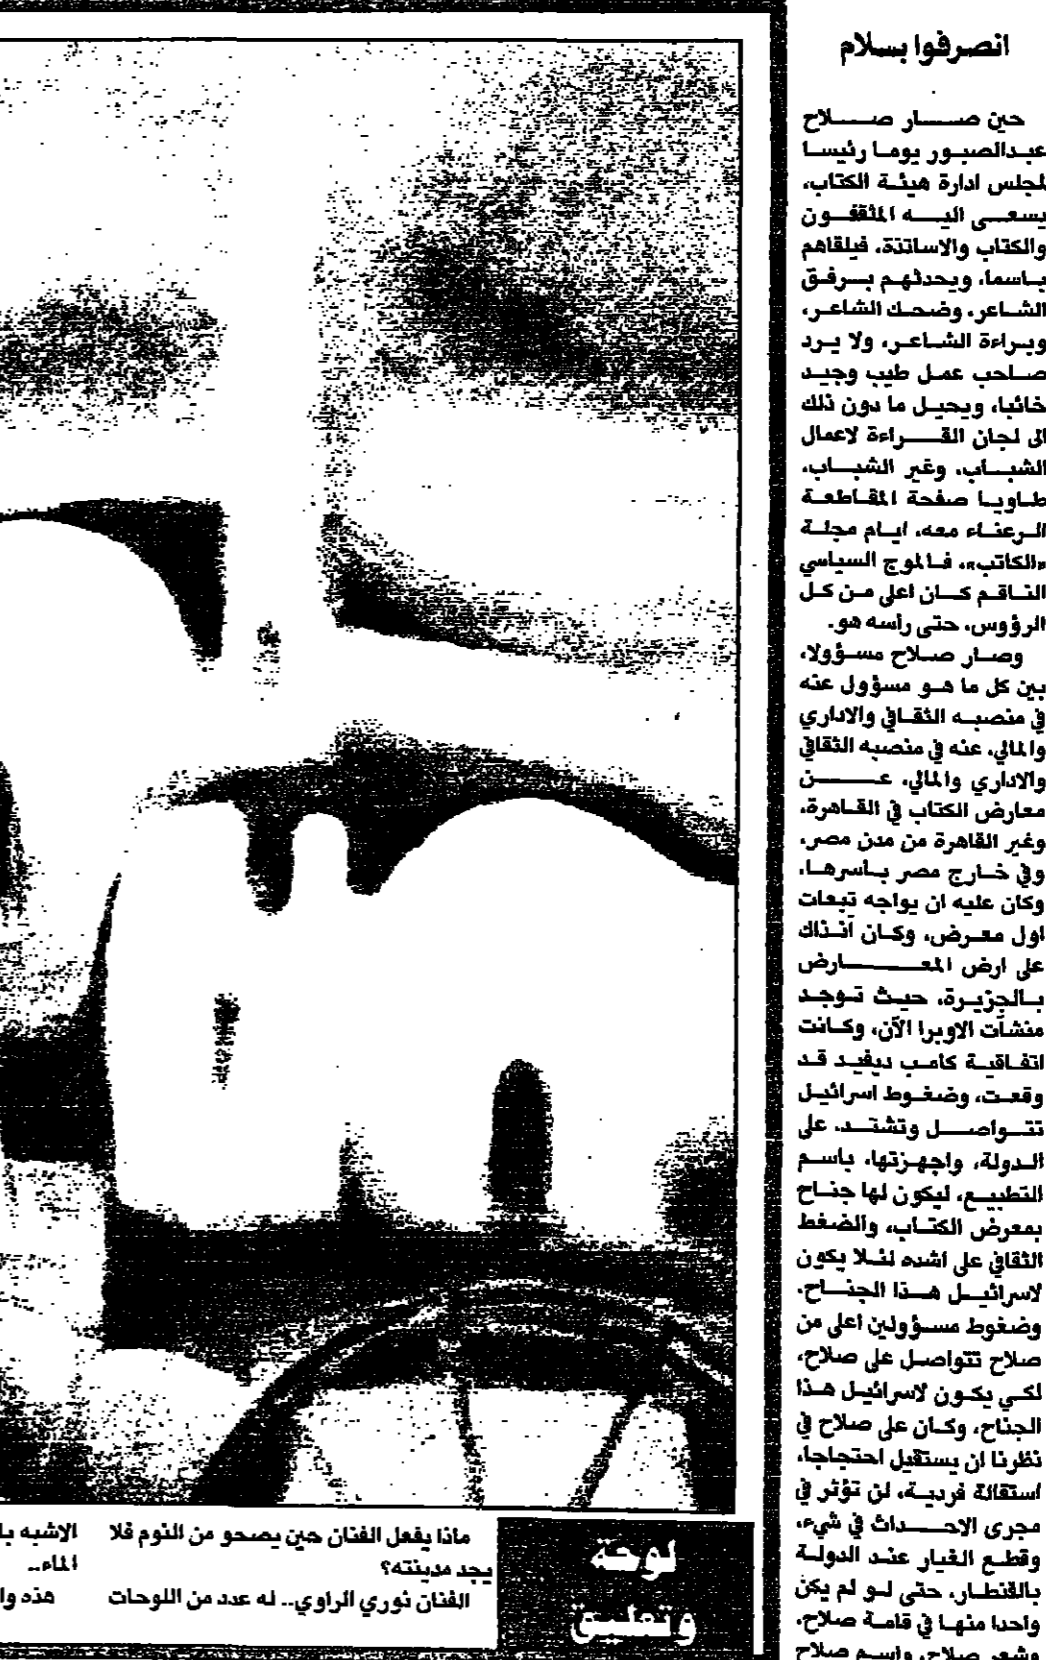 انصرفوا بسلام
حين صار صلاح
عبدالصبور يوما رئيسا
لمجلس ادارة هيئة الكتاب،
يسعى اليه المثقفون
والكتاب والاساتذة، فيلقاهم
باسما، ويحدثهم برفق
الشاعر، وضحك الشاعر،
وبراءة الشاعر، ولا يرد
صاحب عمل طيب وجيد
خائبا، ويحيل ما دون ذلك
الى لجان القراءة لاعمال
الشباب، وغير الشباب،
طاويا صفحة المقاطعة
الرعناء معه، ايام مجلة
«الكاتب»، فالموج السياسي
الناقم كان اعلى من كل
الرؤوس، حتى رأسه هو.
وصار صلاح مسؤولا،
بين كل ما هو مسؤول عنه
في منصبه الثقافي والاداري
والمالي، عنه في منصبه الثقافي
والاداري والمالي، عن
معارض الكتاب في القاهرة،
وغير القاهرة من مدن مصر،
وفي خارج مصر باسرها،
وكان عليه ان يواجه تبعات
اول معرض، وكان آنذاك
على ارض المعارض
بالجزيرة، حيث توجد
منشآت الاوبرا الآن، وكانت
اتفاقية كامب ديفيد قد
وقعت، وضغوط اسرائيل
تتواصل وتشتد، على
الدولة، واجهزتها، باسم
التطبيع، ليكون لها جناح
بمعرض الكتاب، والضغط
الثقافي على اشده لئلا يكون
لاسرائيل هذا الجناح،
وضغوط مسؤولين اعلى من
صلاح تتواصل على صلاح،
لكي يكون لاسرائيل هذا
الجناح، وكان على صلاح في
نظرنا ان يستقيل احتجاجا،
استقالة فردية، لن تؤثر في
مجرى الاحداث في شيء،
وقطع الغيار عند الدولة
بالقنطار، حتى لو لم يكن
واحدا منها في قامة صلاح،
وشعر صلاح، واسم صلاح
لوحة
وتعليق
ماذا يفعل الفنان حين يصحو من النوم فلا
يجد مدينته؟
الفنان نوري الراوي.. له عدد من اللوحات
الاشبه
الماء..
هذه